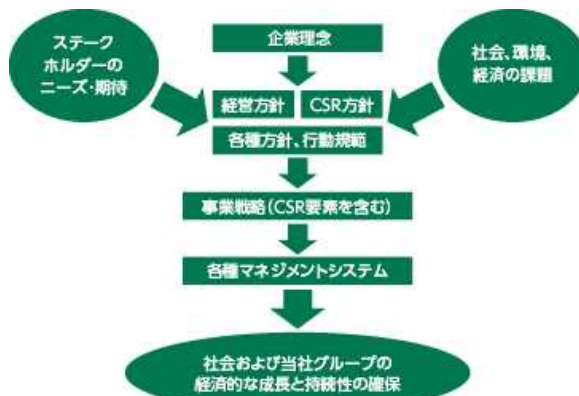 ステーク
ホルダーの
ニーズ・期待
企業理念
社会、環境、
経済の課題
経営方針
CSR方針
各種方針、行動規範
事業戦略(CSR要素を含む)
各種マネジメントシステム
社会および当社グループの
経済的な成長と持続性の確保